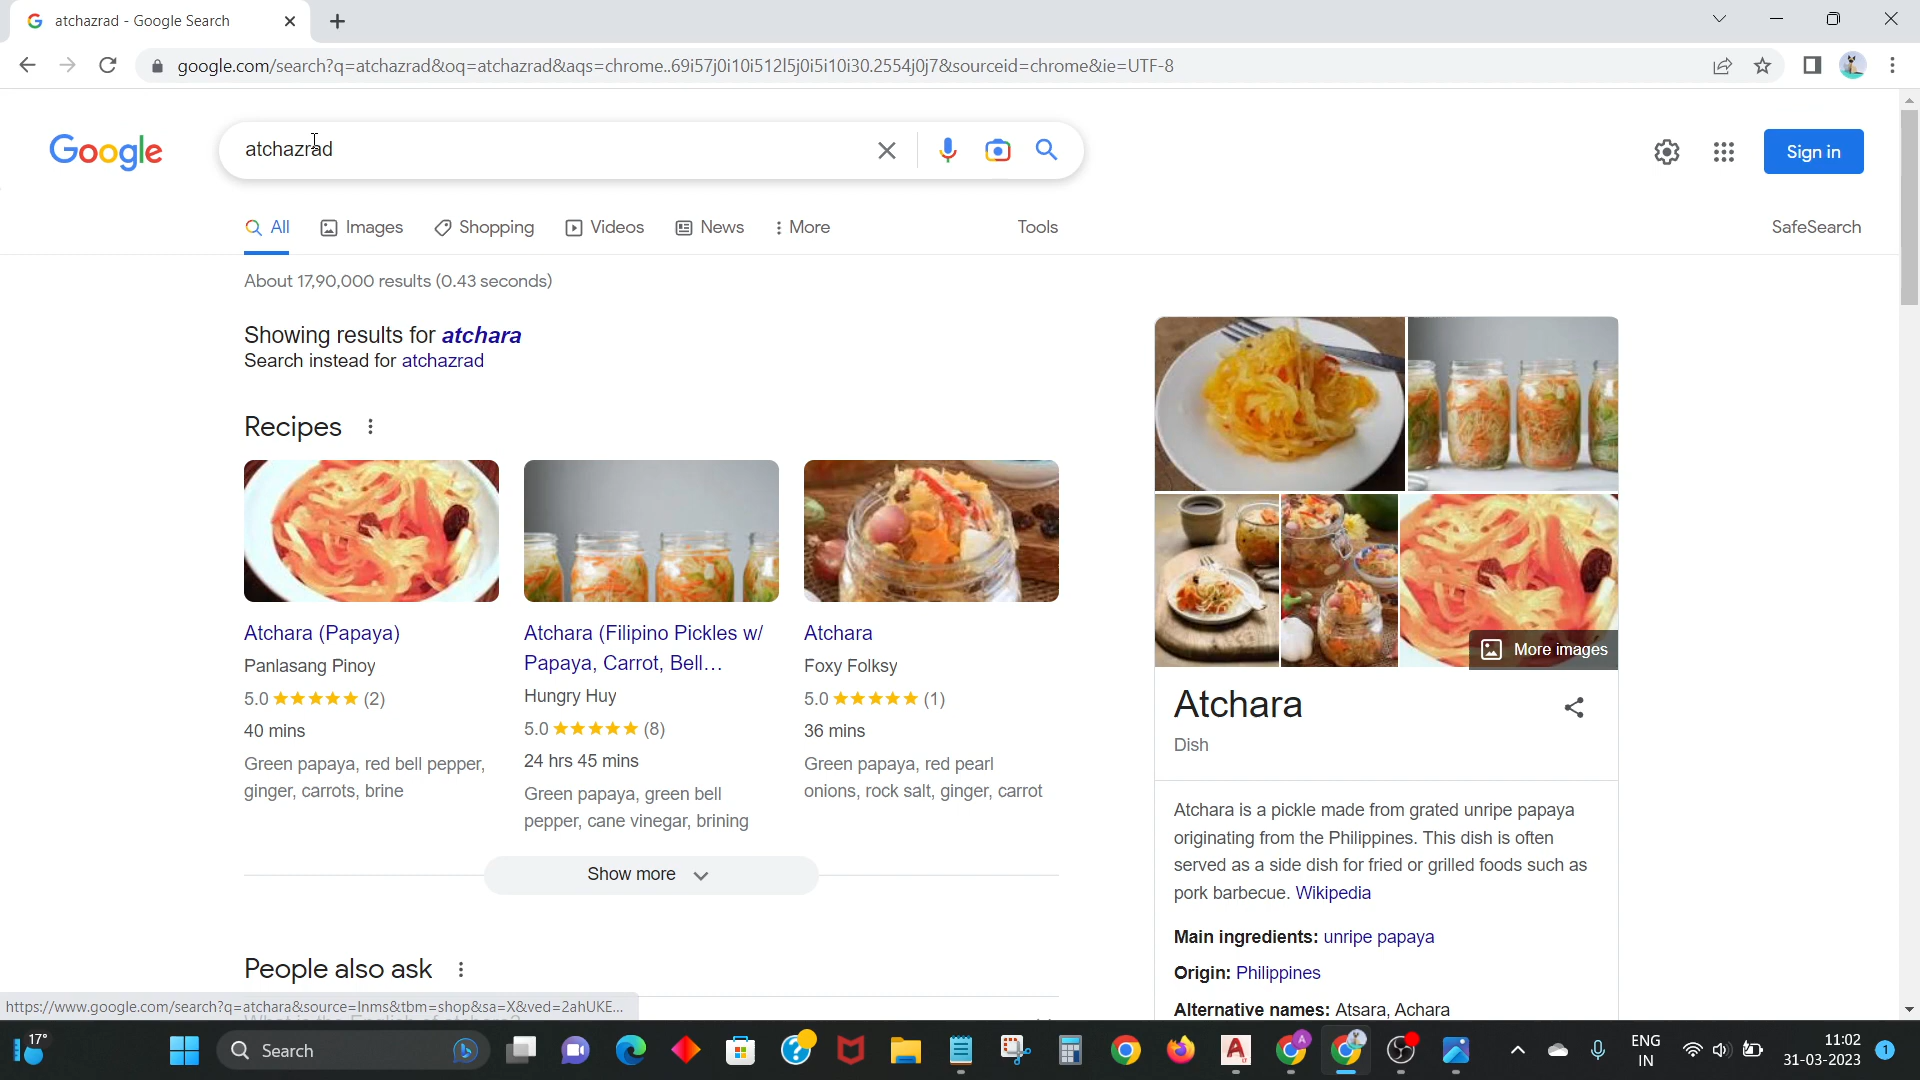 atchazrad - Google Search
google.com/search?q=atchazrad&oq=atchazrad&aqs=chrome..69i57j0i10i512l5j0i5i10i30.2554j0j7&sourceid=chrome&ie=UTF-8
Google
atchazrad
Sign in
All Images Shopping Videos News More Tools SafeSearch
About 17,90,000 results (0.43 seconds)
Showing results for atchara
Search instead for atchazrad
Recipes
Atchara (Papaya)
Panlasang Pinoy
5.0 (2)
40 mins
Green papaya, red bell pepper,
ginger, carrots, brine
Atchara (Filipino Pickles w/
Papaya, Carrot, Bell...
Hungry Huy
5.0 (8)
24 hrs 45 mins
Green papaya, green bell
pepper, cane vinegar, brining
Atchara
Foxy Folksy
5.0 (1)
36 mins
Green papaya, red pearl
onions, rock salt, ginger, carrot
Show more
People also ask
More images
Atchara
Dish
Atchara is a pickle made from grated unripe papaya
originating from the Philippines. This dish is often
served as a side dish for fried or grilled foods such as
pork barbecue. Wikipedia
Main ingredients: unripe papaya
Origin: Philippines
Alternative names: Atsara, Achara
https://www.google.com/search?q=atchara&source=lnms&tbm=shop&sa=X&ved=2ahUKE...
17°
Search
ENG
IN
11:02
31-03-2023
1